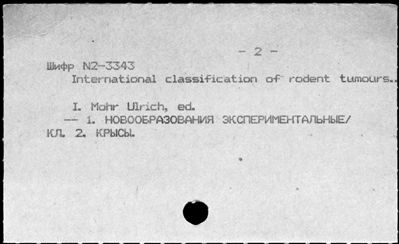 - 2 -
Шифр N2-3343
International classification of rodent tumours..
I. Mohr Ulrich, ed.
-- 1. НОВООБРАЗОВАНИЯ ЭКСПЕРИМЕНТАЛЬНЫЕ/
КЛ. 2. КРЫСЫ.